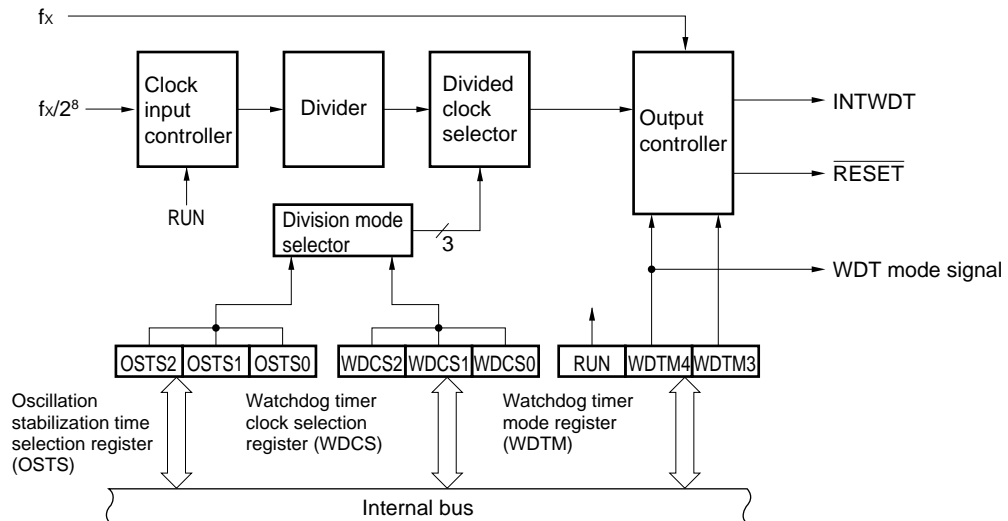 fX
fX/2⁸
Clock
input
controller
Divider
Divided
clock
selector
Output
controller
INTWDT
RESET
RUN
Division mode
selector
3
WDT mode signal
OSTS2 OSTS1 OSTS0
WDCS2 WDCS1 WDCS0
RUN WDTM4 WDTM3
Oscillation
stabilization time
selection register
(OSTS)
Watchdog timer
clock selection
register (WDCS)
Watchdog timer
mode register
(WDTM)
Internal bus